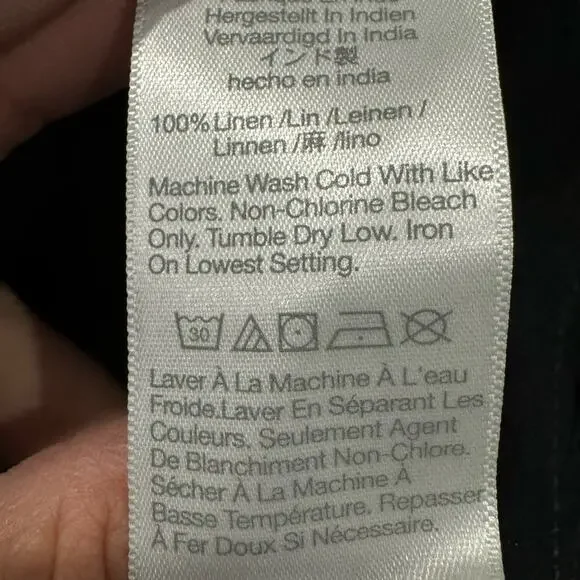 Hergestellt In Indien
Vervaardigd In India
インド製
hecho en india
100% Linen /Lin /Leinen /
Linnen /麻 /lino
Machine Wash Cold With Like
Colors. Non-Chlorine Bleach
Only. Tumble Dry Low. Iron
On Lowest Setting.
30
Laver À La Machine À L'eau
Froide.Laver En Séparant Les
Couleurs. Seulement Agent
De Blanchiment Non-Chlore.
Sécher À La Machine À
Basse Température. Repasser
À Fer Doux Si Nécessaire.